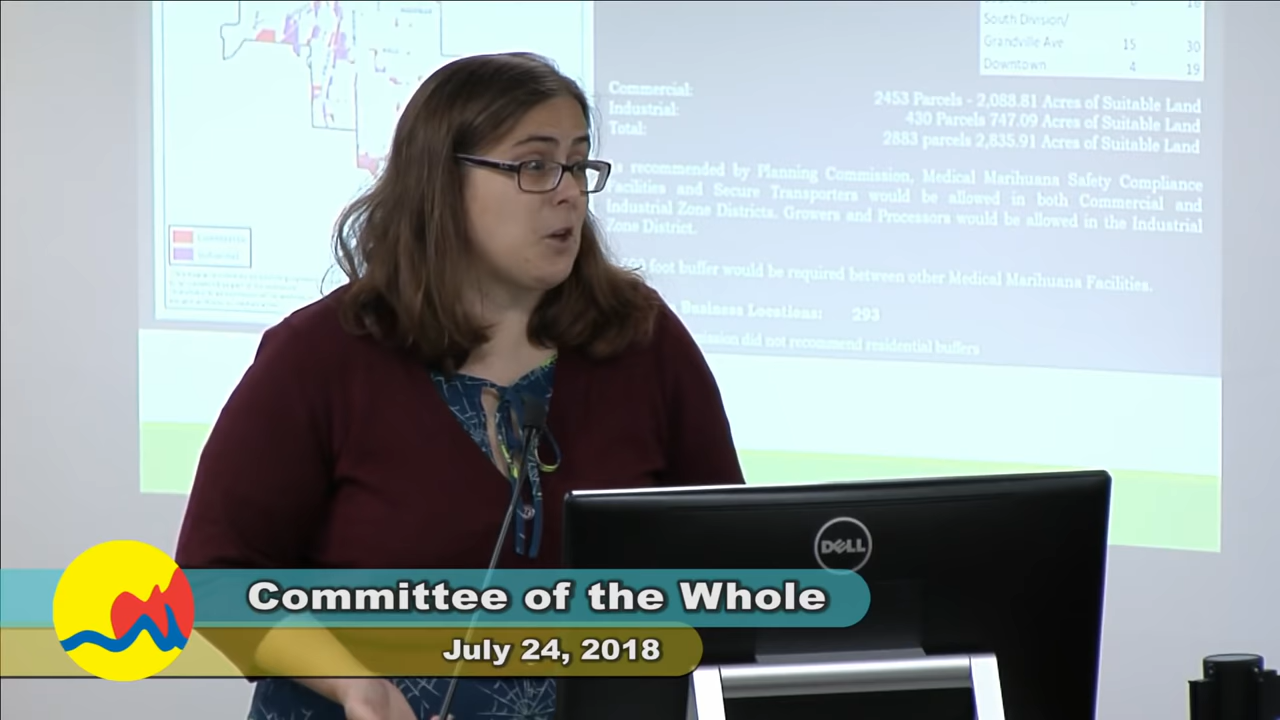 South Division/
Grandville Ave 15 30
Downtown 4 19
Commercial: 2453 Parcels - 2,088.81 Acres of Suitable Land
Industrial: 430 Parcels 747.09 Acres of Suitable Land
Total: 2883 parcels 2,835.91 Acres of Suitable Land
recommended by Planning Commission, Medical Marihuana Safety Compliance
Facilities and Secure Transporters would be allowed in both Commercial and
Industrial Zone Districts. Growers and Processors would be allowed in the Industrial
Zone District.
foot buffer would be required between other Medical Marihuana Facilities.
Business Locations: 293
did not recommend residential buffers
DELL
Committee of the Whole
July 24, 2018